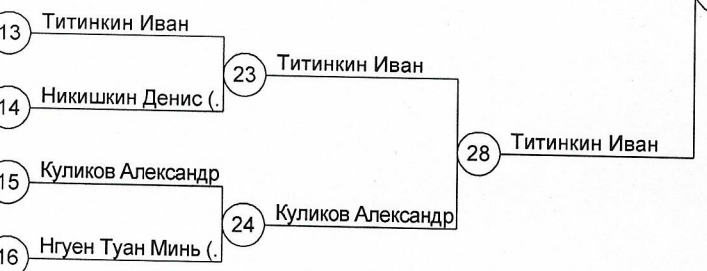 13
Титинкин Иван
23
Титинкин Иван
14
Никишкин Денис (.
28
Титинкин Иван
15
Куликов Александр
24
Куликов Александр
16
Нгуен Туан Минь (.